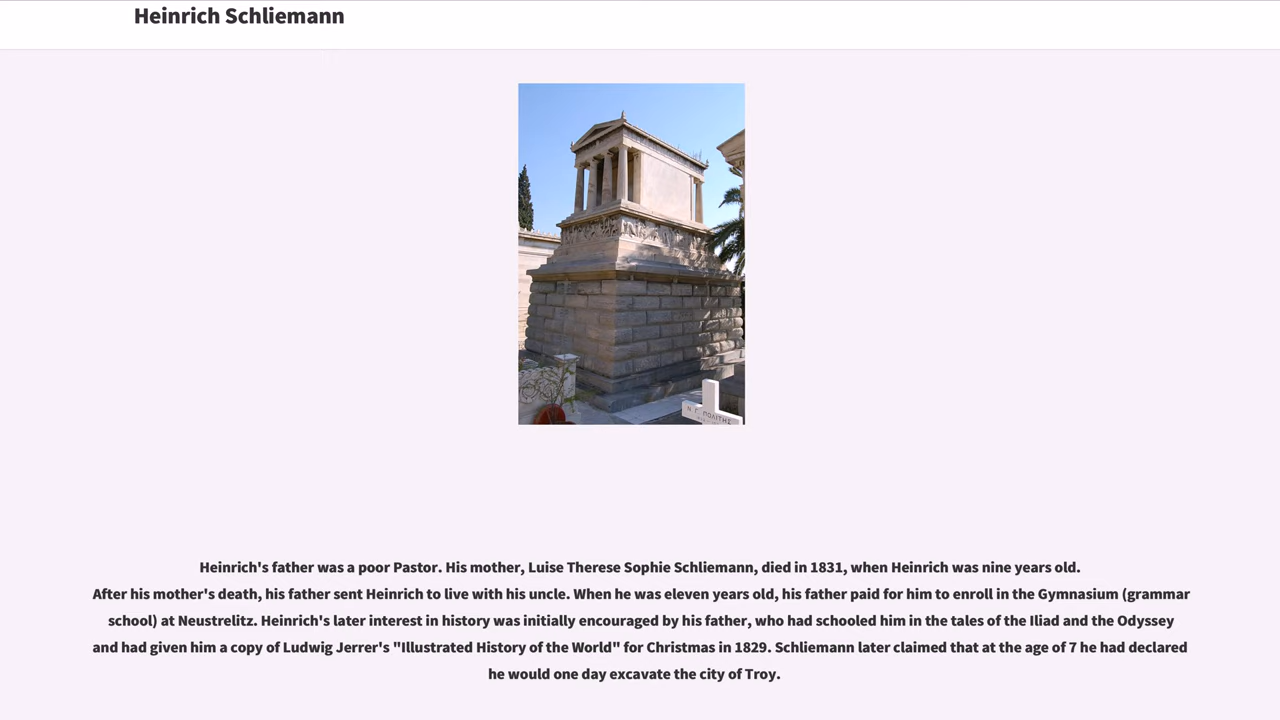 Heinrich Schliemann
Ν. Γ. ΠΟΛΙΤΗΣ
Heinrich's father was a poor Pastor. His mother, Luise Therese Sophie Schliemann, died in 1831, when Heinrich was nine years old.
After his mother's death, his father sent Heinrich to live with his uncle. When he was eleven years old, his father paid for him to enroll in the Gymnasium (grammar
school) at Neustrelitz. Heinrich's later interest in history was initially encouraged by his father, who had schooled him in the tales of the Iliad and the Odyssey
and had given him a copy of Ludwig Jerrer's "Illustrated History of the World" for Christmas in 1829. Schliemann later claimed that at the age of 7 he had declared
he would one day excavate the city of Troy.